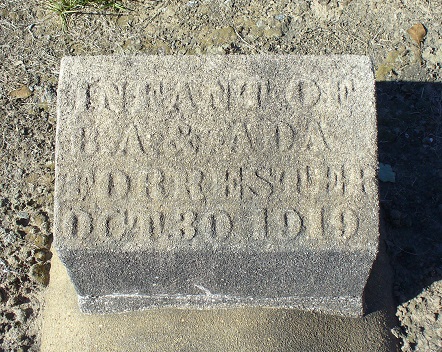 INFANT OF
B.A. & ADA
FORRESTER
OCT. 30 1919